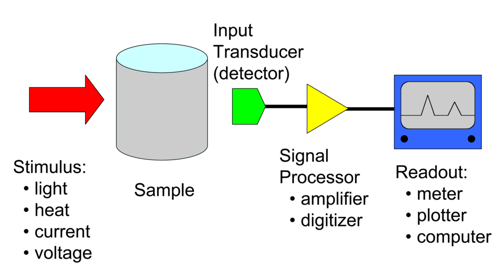 Input
Transducer
(detector)
Stimulus:
• light
• heat
• current
• voltage
Sample
Signal
Processor
• amplifier
• digitizer
Readout:
• meter
• plotter
• computer